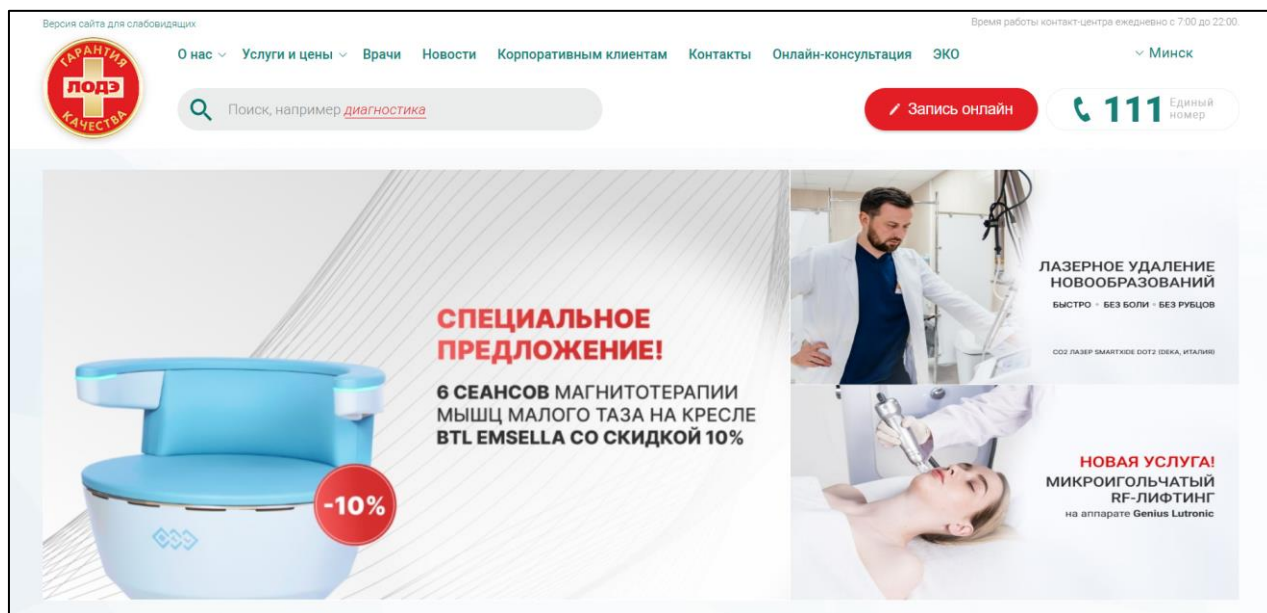 Версия сайта для слабовидящих
Время работы контакт-центра ежедневно с 7:00 до 22:00.
ГАРАНТИЯ
ЛОДЭ
КАЧЕСТВА
О нас Услуги и цены Врачи Новости Корпоративным клиентам Контакты Онлайн-консультация ЭКО Минск
Поиск, например диагностика
Запись онлайн
111 Единый
номер
СПЕЦИАЛЬНОЕ
ПРЕДЛОЖЕНИЕ!
6 СЕАНСОВ МАГНИТОТЕРАПИИ
МЫШЦ МАЛОГО ТАЗА НА КРЕСЛЕ
BTL EMSELLA СО СКИДКОЙ 10%
-10%
ЛАЗЕРНОЕ УДАЛЕНИЕ
НОВООБРАЗОВАНИЙ
БЫСТРО • БЕЗ БОЛИ • БЕЗ РУБЦОВ
CO2 ЛАЗЕР SMARTXIDE DOT2 (DEKA, ИТАЛИЯ)
НОВАЯ УСЛУГА!
МИКРОИГОЛЬЧАТЫЙ
RF-ЛИФТИНГ
на аппарате Genius Lutronic